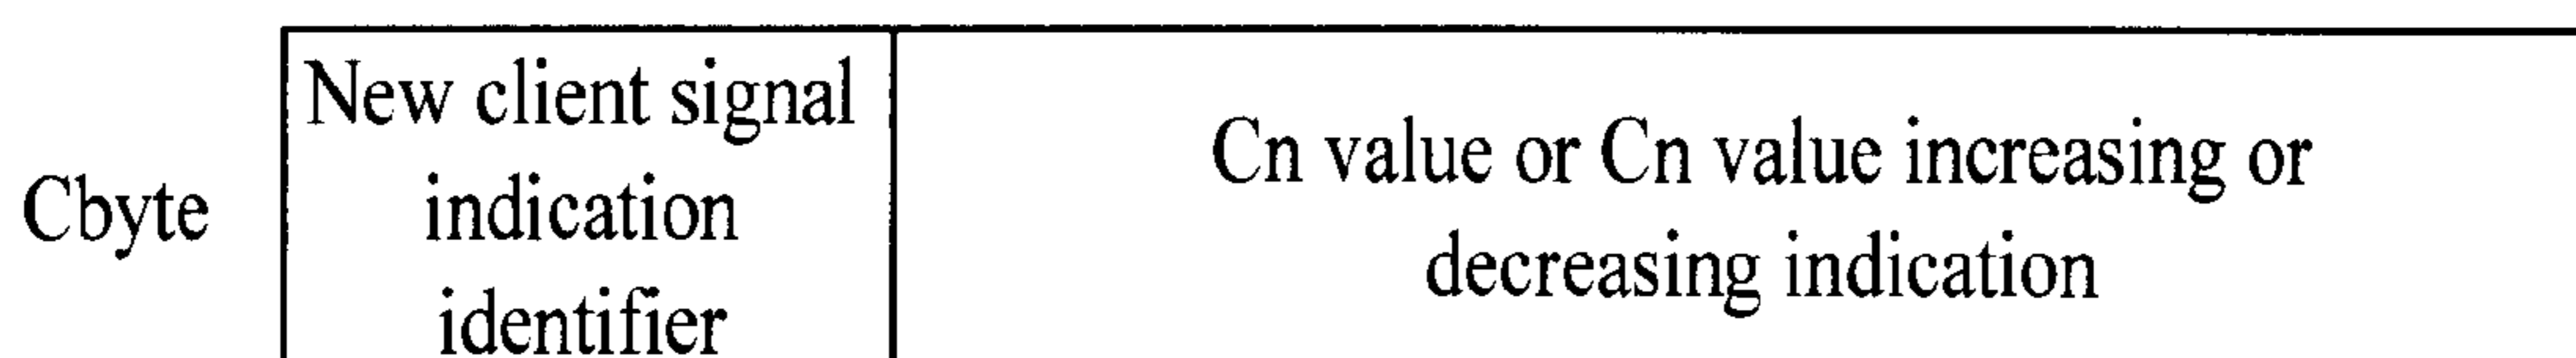 New client signal
indication
identifier
Cbyte
Cn value or Cn value increasing or
decreasing indication